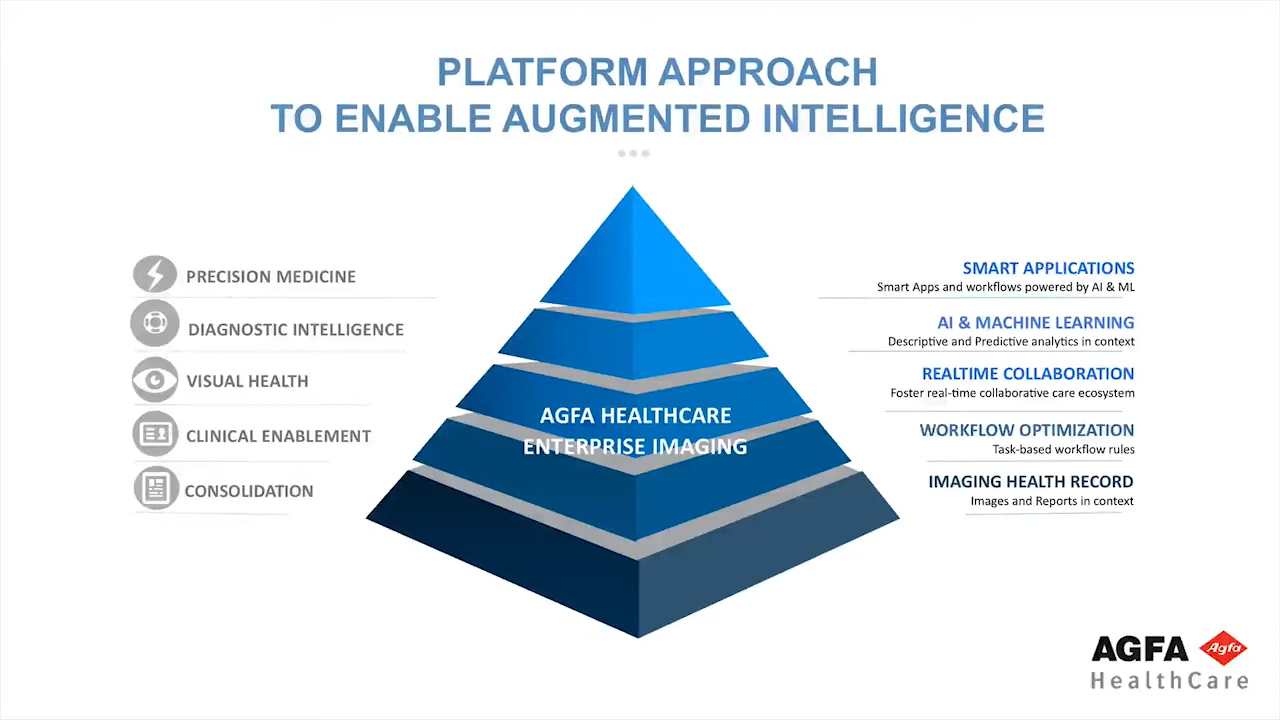 PLATFORM APPROACH
TO ENABLE AUGMENTED INTELLIGENCE
PRECISION MEDICINE
DIAGNOSTIC INTELLIGENCE
VISUAL HEALTH
CLINICAL ENABLEMENT
CONSOLIDATION
AGFA HEALTHCARE
ENTERPRISE IMAGING
SMART APPLICATIONS
Smart Apps and workflows powered by AI & ML
AI & MACHINE LEARNING
Descriptive and Predictive analytics in context
REALTIME COLLABORATION
Foster real-time collaborative care ecosystem
WORKFLOW OPTIMIZATION
Task-based workflow rules
IMAGING HEALTH RECORD
Images and Reports in context
AGFA Agfa
HealthCare